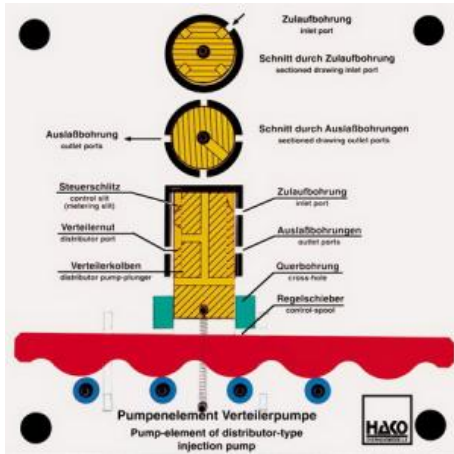 Zulaufbohrung
inlet port
Schnitt durch Zulaufbohrung
sectioned drawing inlet port
Auslaßbohrung
outlet ports
Schnitt durch Auslaßbohrungen
sectioned drawing outlet ports
Steuerschlitz
control slit
(metering slit)
Zulaufbohrung
inlet port
Verteilernut
distributor port
Auslaßbohrungen
outlet ports
Verteilerkolben
distributor pump-plunger
Querbohrung
cross-hole
Regelschieber
control-spool
Pumpenelement Verteilerpumpe
Pump-element of distributor-type
injection pump
HACO